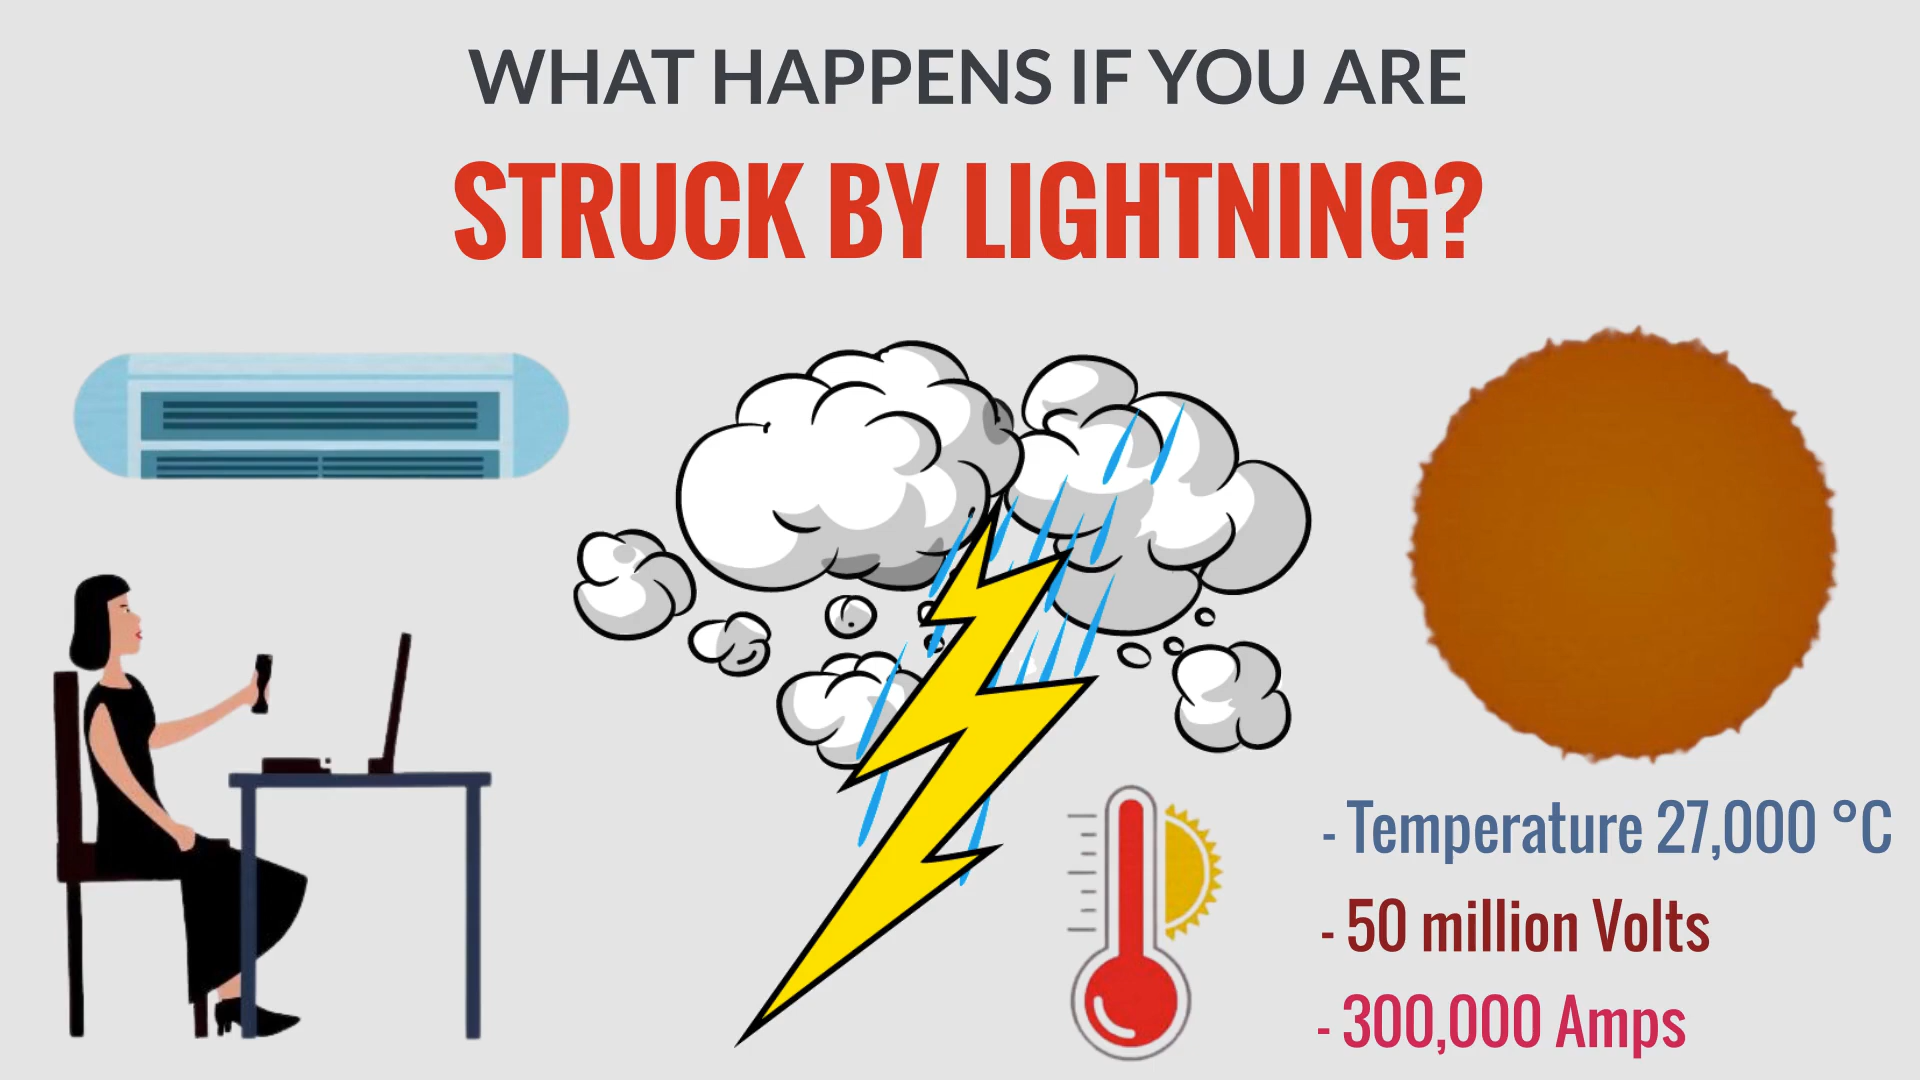 WHAT HAPPENS IF YOU ARE
STRUCK BY LIGHTNING?
- Temperature 27,000 °C
- 50 million Volts
- 300,000 Amps